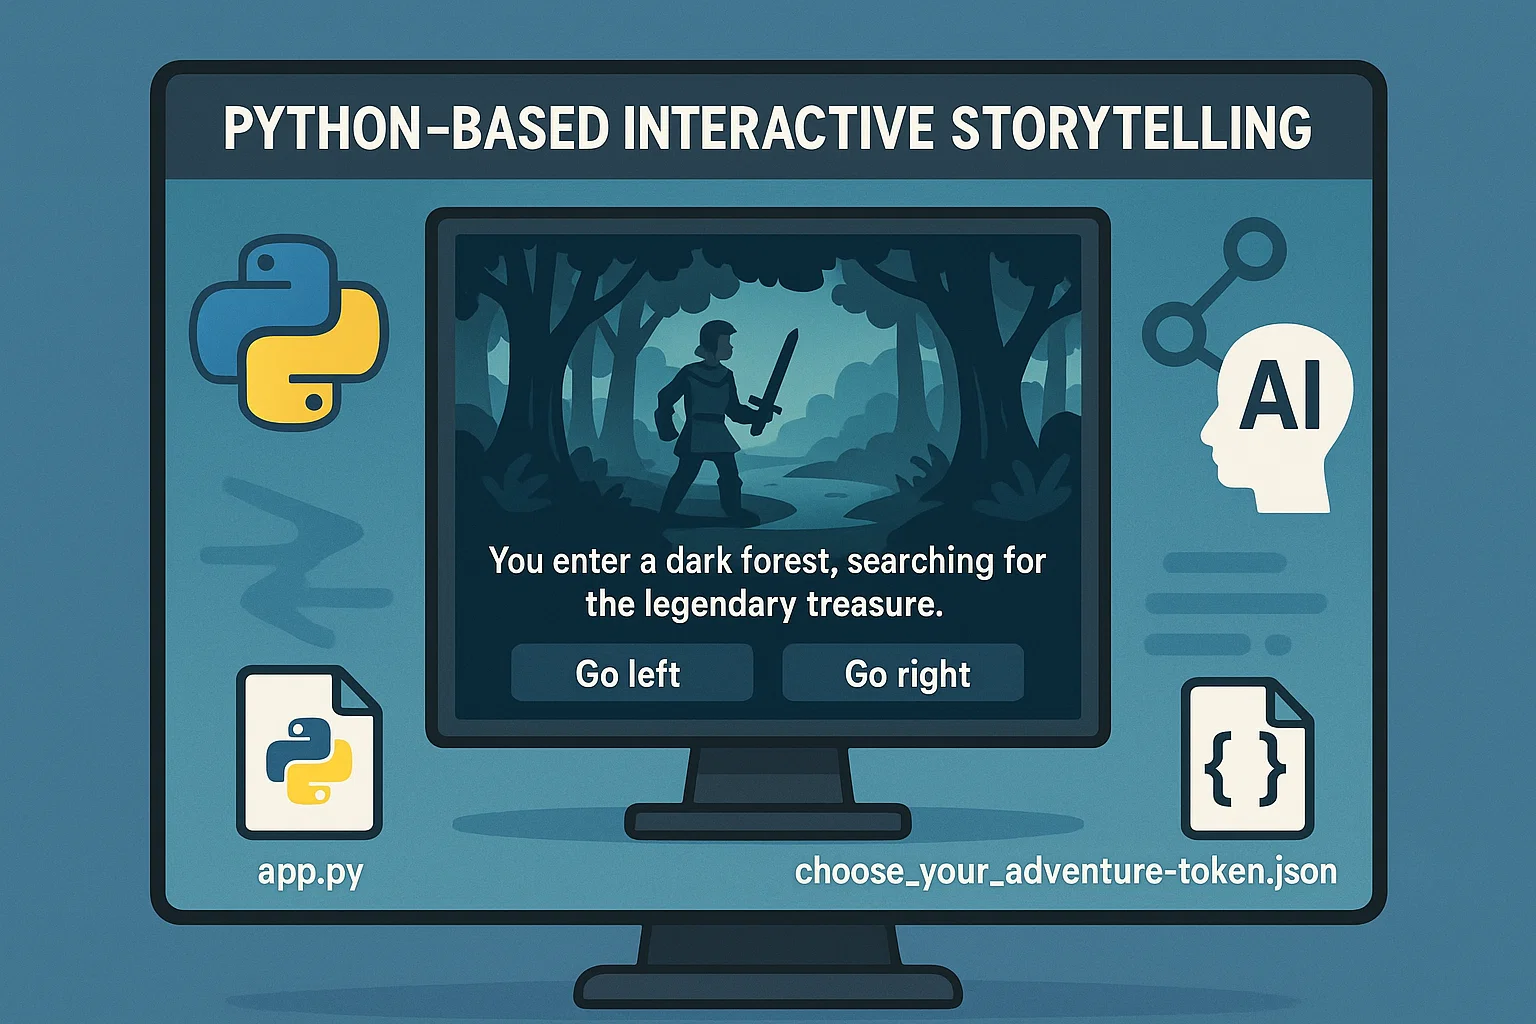 PYTHON-BASED INTERACTIVE STORYTELLING
AI
You enter a dark forest, searching for
the legendary treasure.
Go left
Go right
{ }
app.py
choose_your_adventure-token.json